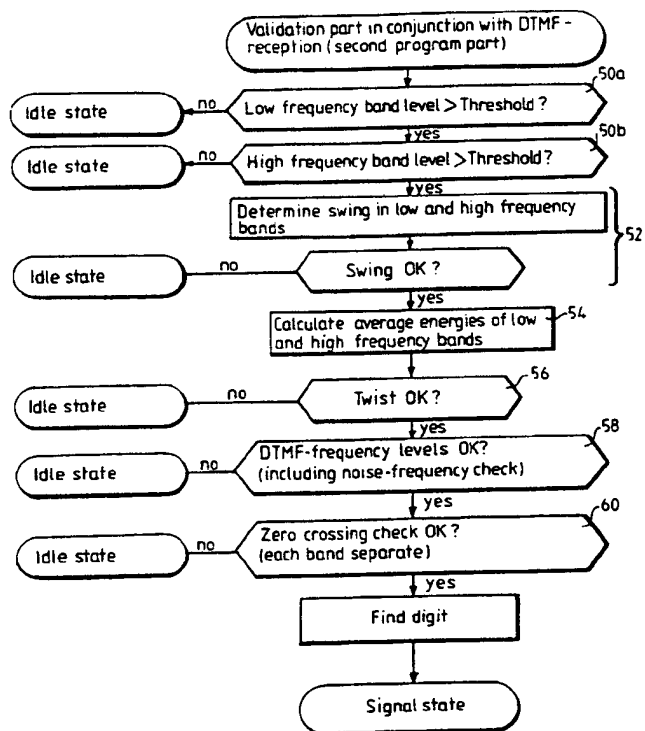 Validation part in conjunction with DTMF-
reception (second program part)
50a
Idle state
no
Low frequency band level > Threshold ?
yes
50b
Idle state
no
High frequency band level > Threshold?
yes
Determine swing in low and high frequency
bands
52
Idle state
no
Swing OK ?
yes
Calculate average energies of low
and high frequency bands
54
56
Idle state
no
Twist OK?
yes
58
DTMF-frequency levels OK?
(including noise-frequency check)
Idle state
no
yes
60
Zero crossing check OK ?
(each band separate)
Idle state
no
yes
Find digit
Signal state